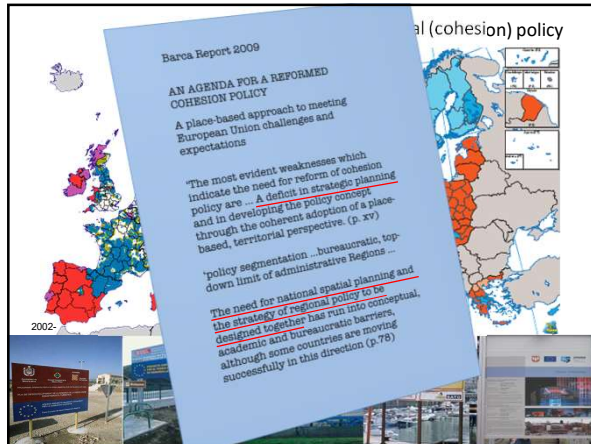 al (cohesion) policy
Barca Report 2009
AN AGENDA FOR A REFORMED
COHESION POLICY
A place-based approach to meeting
European Union challenges and
expectations
'The most evident weaknesses which
indicate the need for reform of cohesion
policy are ... A deficit in strategic planning
and in developing the policy concept
through the coherent adoption of a place-
based, territorial perspective. (p. xv)
'policy segmentation ...bureaucratic, top-
down limit of administrative Regions ...
The need for national spatial planning and
the strategy of regional policy to be
designed together has run into conceptual,
academic and bureaucratic barriers,
although some countries are moving
successfully in this direction (p.78)
2002-